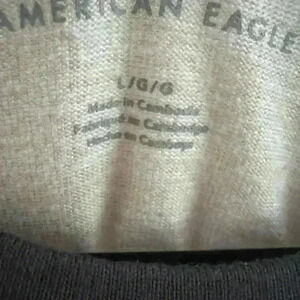 AMERICAN EAGLE
L/G/G
Made in Cambodia
Fabriqué au Cambodge
Hecho en Camboya